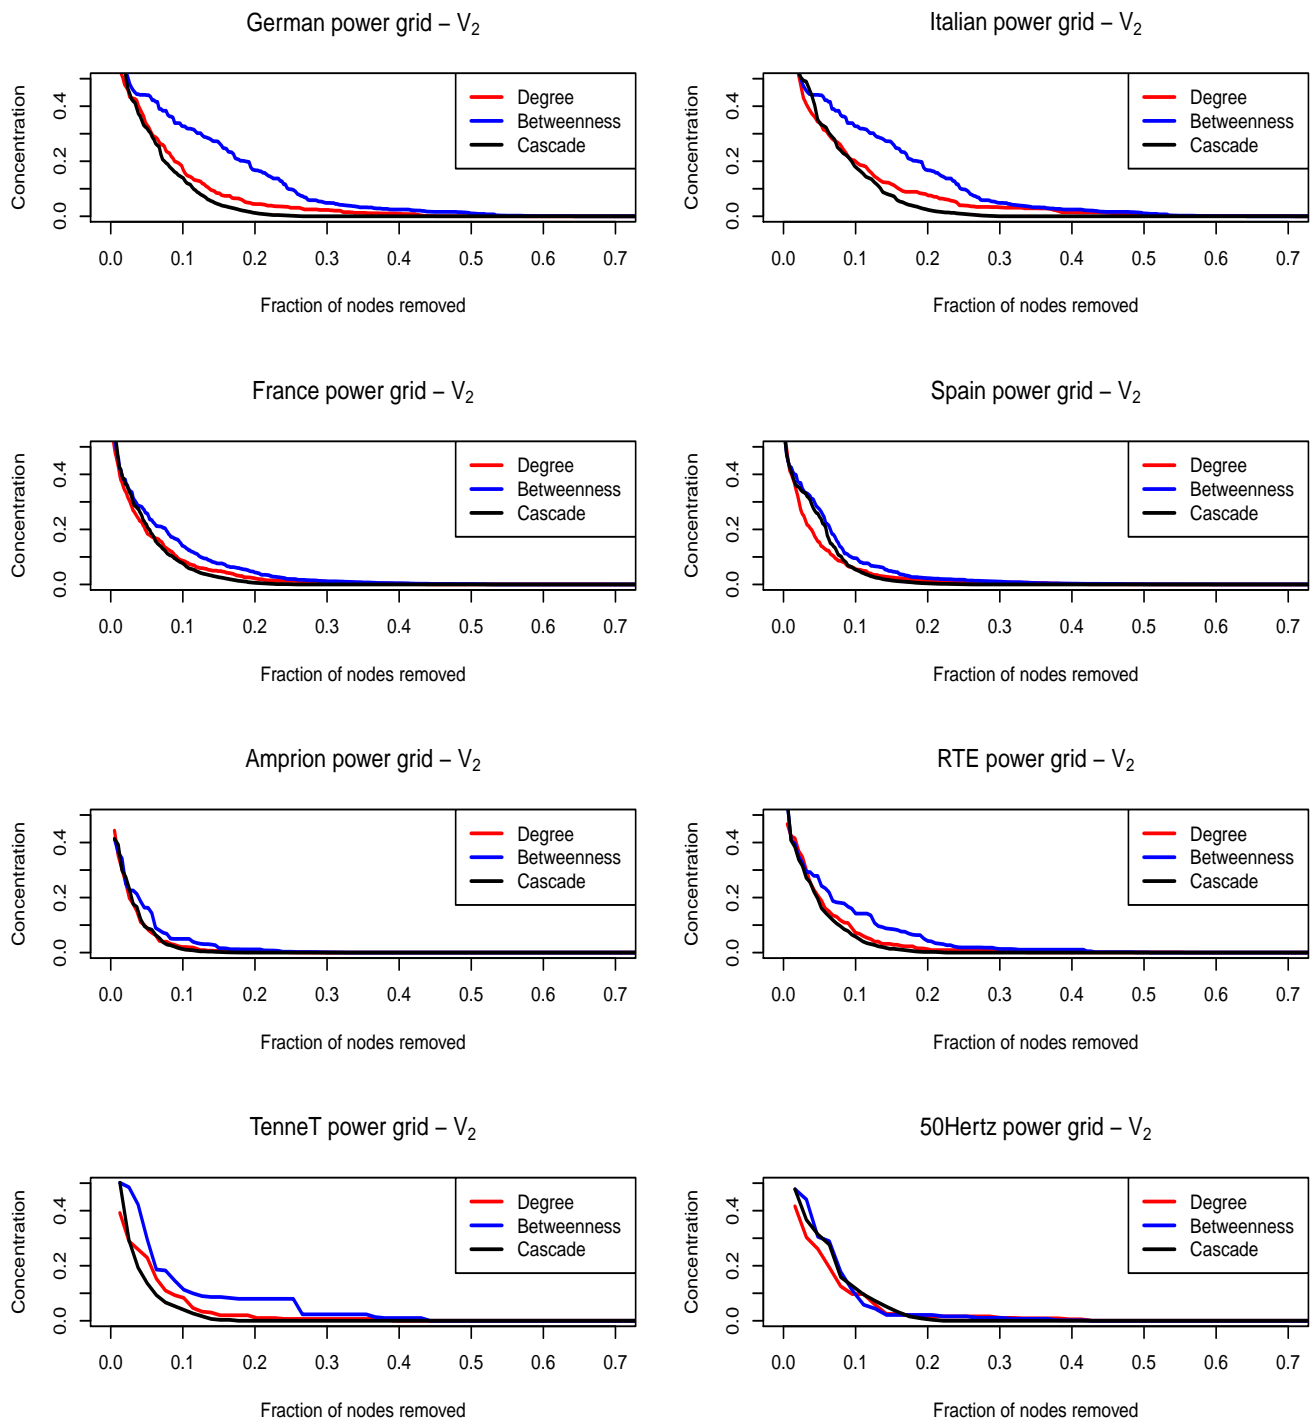 German power grid – V2
Concentration
0.0 0.2 0.4
Degree
Betweenness
Cascade
0.0 0.1 0.2 0.3 0.4 0.5 0.6 0.7
Fraction of nodes removed
Italian power grid – V2
Concentration
0.0 0.2 0.4
Degree
Betweenness
Cascade
0.0 0.1 0.2 0.3 0.4 0.5 0.6 0.7
Fraction of nodes removed
France power grid – V2
Concentration
0.0 0.2 0.4
Degree
Betweenness
Cascade
0.0 0.1 0.2 0.3 0.4 0.5 0.6 0.7
Fraction of nodes removed
Spain power grid – V2
Concentration
0.0 0.2 0.4
Degree
Betweenness
Cascade
0.0 0.1 0.2 0.3 0.4 0.5 0.6 0.7
Fraction of nodes removed
Amprion power grid – V2
Concentration
0.0 0.2 0.4
Degree
Betweenness
Cascade
0.0 0.1 0.2 0.3 0.4 0.5 0.6 0.7
Fraction of nodes removed
RTE power grid – V2
Concentration
0.0 0.2 0.4
Degree
Betweenness
Cascade
0.0 0.1 0.2 0.3 0.4 0.5 0.6 0.7
Fraction of nodes removed
TenneT power grid – V2
Concentration
0.0 0.2 0.4
Degree
Betweenness
Cascade
0.0 0.1 0.2 0.3 0.4 0.5 0.6 0.7
Fraction of nodes removed
50Hertz power grid – V2
Concentration
0.0 0.2 0.4
Degree
Betweenness
Cascade
0.0 0.1 0.2 0.3 0.4 0.5 0.6 0.7
Fraction of nodes removed